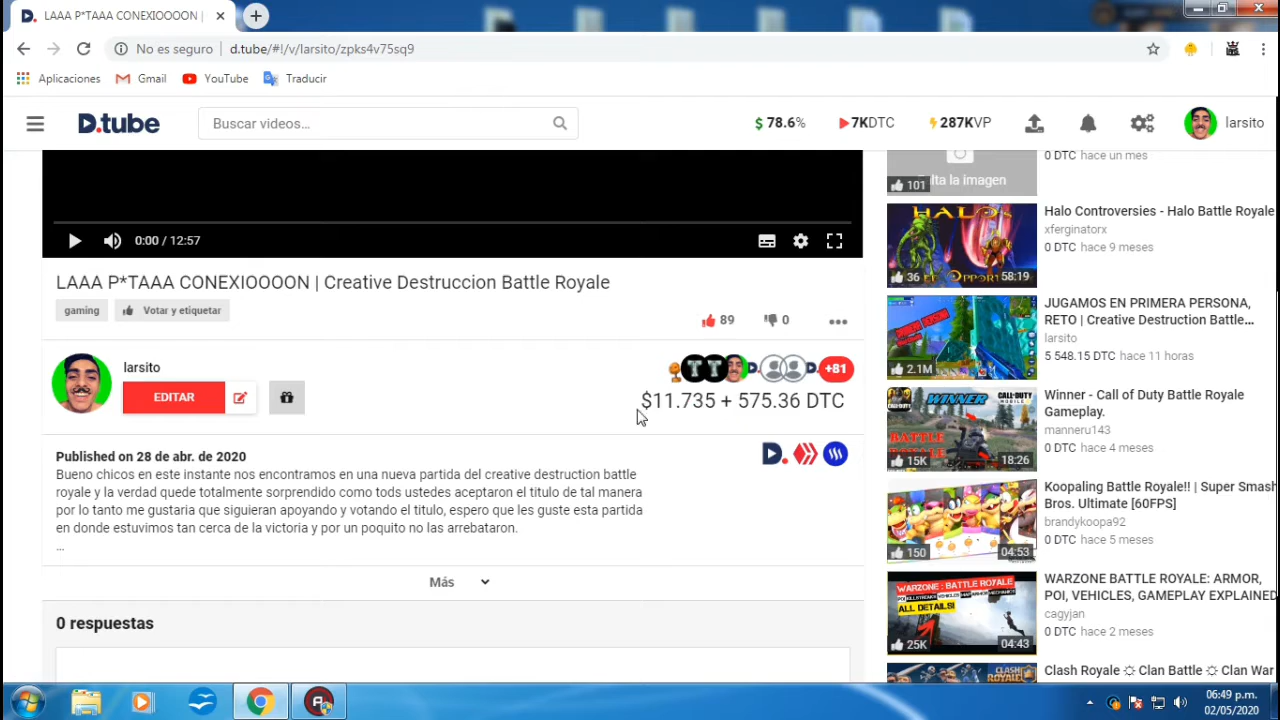 LAAA P*TAAA CONEXIOOOON |
No es seguro | d.tube/#!/v/larsito/zpks4v75sq9
Aplicaciones Gmail YouTube Traducir
D.tube Buscar videos... $ 78.6% 7KDTC 287KVP larsito
0:00 / 12:57
LAAA P*TAAA CONEXIOOOON | Creative Destruccion Battle Royale
gaming Votar y etiquetar
89 0
larsito
EDITAR
+81
$11.735 + 575.36 DTC
Published on 28 de abr. de 2020
Bueno chicos en este instante nos encontramos en una nueva partida del creative destruction battle
royale y la verdad quede totalmente sorprendido como tods ustedes aceptaron el titulo de tal manera
por lo tanto me gustaria que siguieran apoyando y votando el titulo, espero que les guste esta partida
en donde estuvimos tan cerca de la victoria y por un poquito no las arrebataron.
...
Más
0 respuestas
0 DTC hace un mes
alta la imagen
101
Halo Controversies - Halo Battle Royale
xferginatorx
0 DTC hace 9 meses
HALO
36 58:19
JUGAMOS EN PRIMERA PERSONA,
RETO | Creative Destruction Battle...
larsito
5 548.15 DTC hace 11 horas
2.1M
Winner - Call of Duty Battle Royale
Gameplay.
manneru143
0 DTC hace 4 meses
WINNER
BATTLE
15K 18:26
Koopaling Battle Royale!! | Super Smash
Bros. Ultimate [60FPS]
brandykoopa92
0 DTC hace 5 meses
150 04:53
WARZONE BATTLE ROYALE: ARMOR,
POI, VEHICLES, GAMEPLAY EXPLAINED
cagyjan
0 DTC hace 2 meses
WARZONE : BATTLE ROYALE
ALL DETAILS!
25K 04:43
Clash Royale ☼ Clan Battle ☼ Clan War
06:49 p.m.
02/05/2020